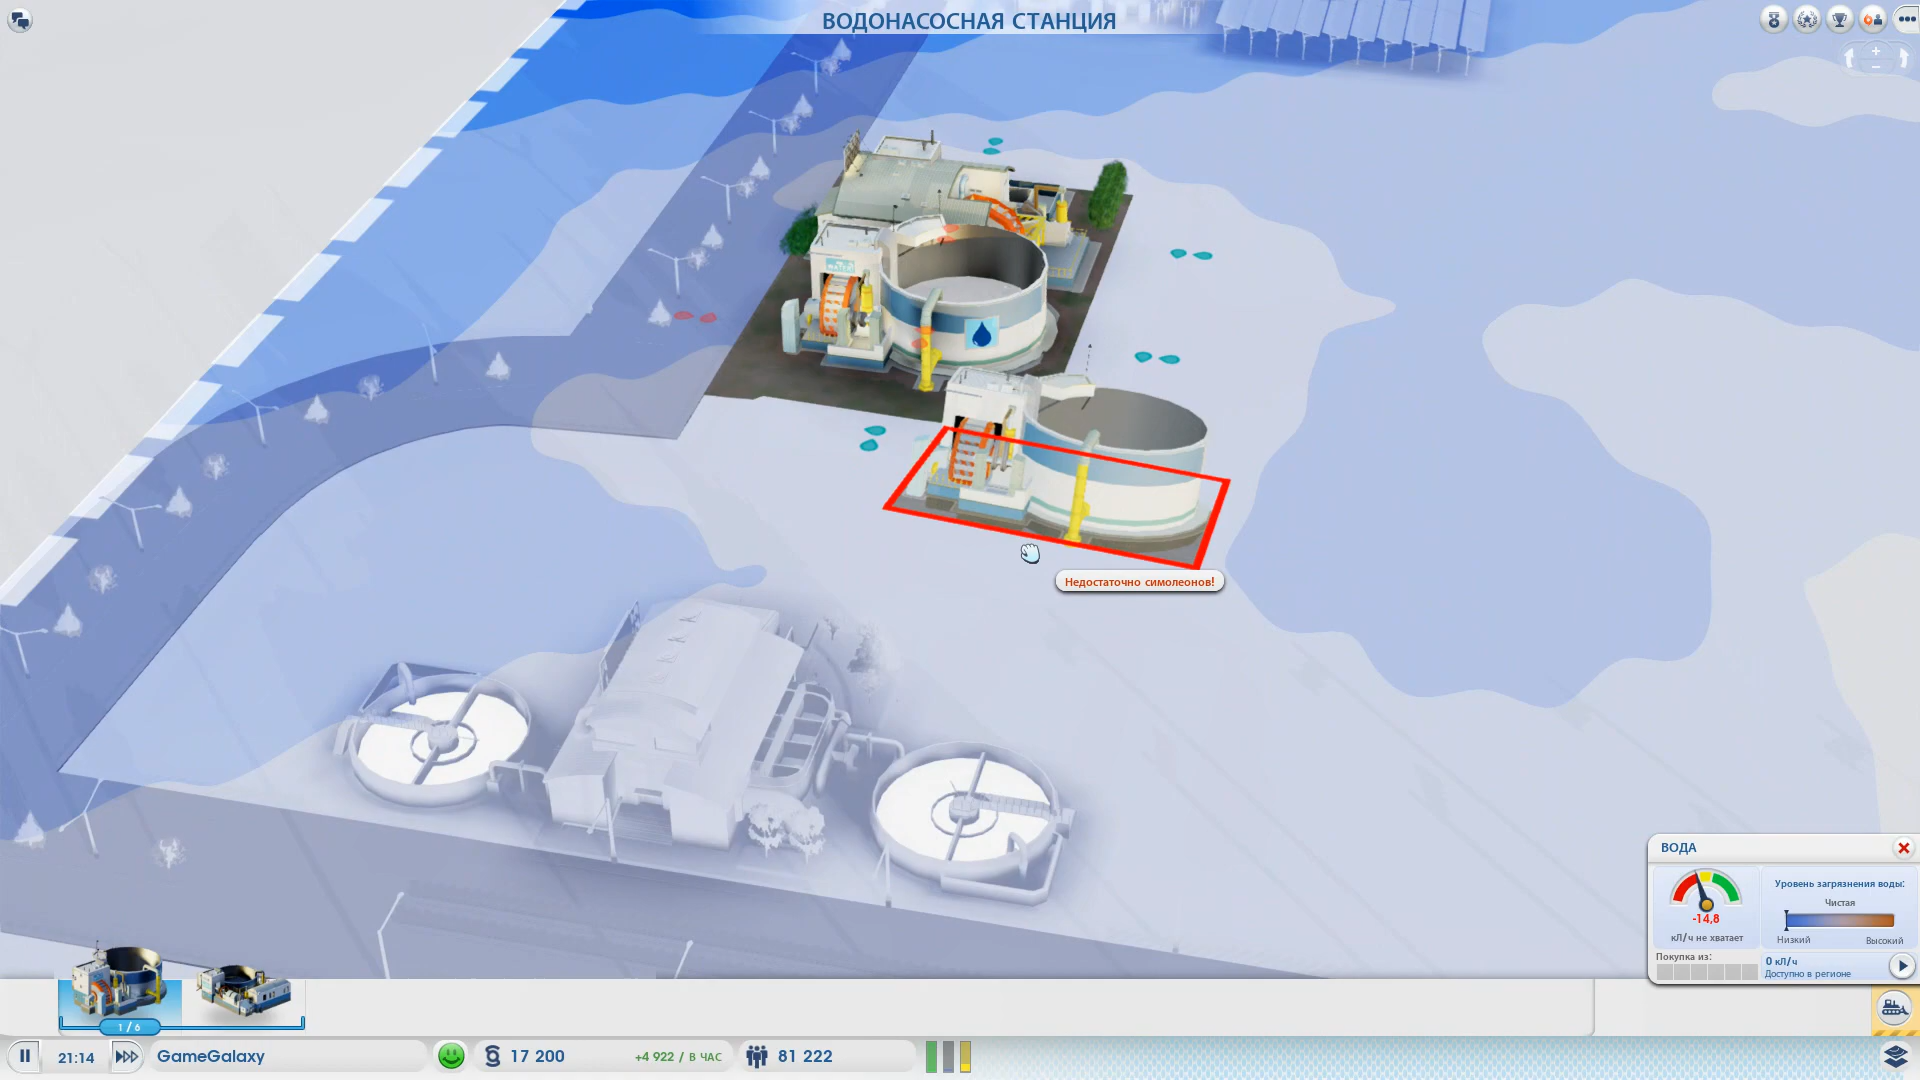 ВОДОНАСОСНАЯ СТАНЦИЯ
Недостаточно симолеонов!
ВОДА
-14,8
кЛ/ч не хватает
Уровень загрязнения воды:
Чистая
Низкий
Высокий
Покупка из:
0 кЛ/ч
Доступно в регионе
1 / 6
21:14
GameGalaxy
17 200
+4 922 / В ЧАС
81 222